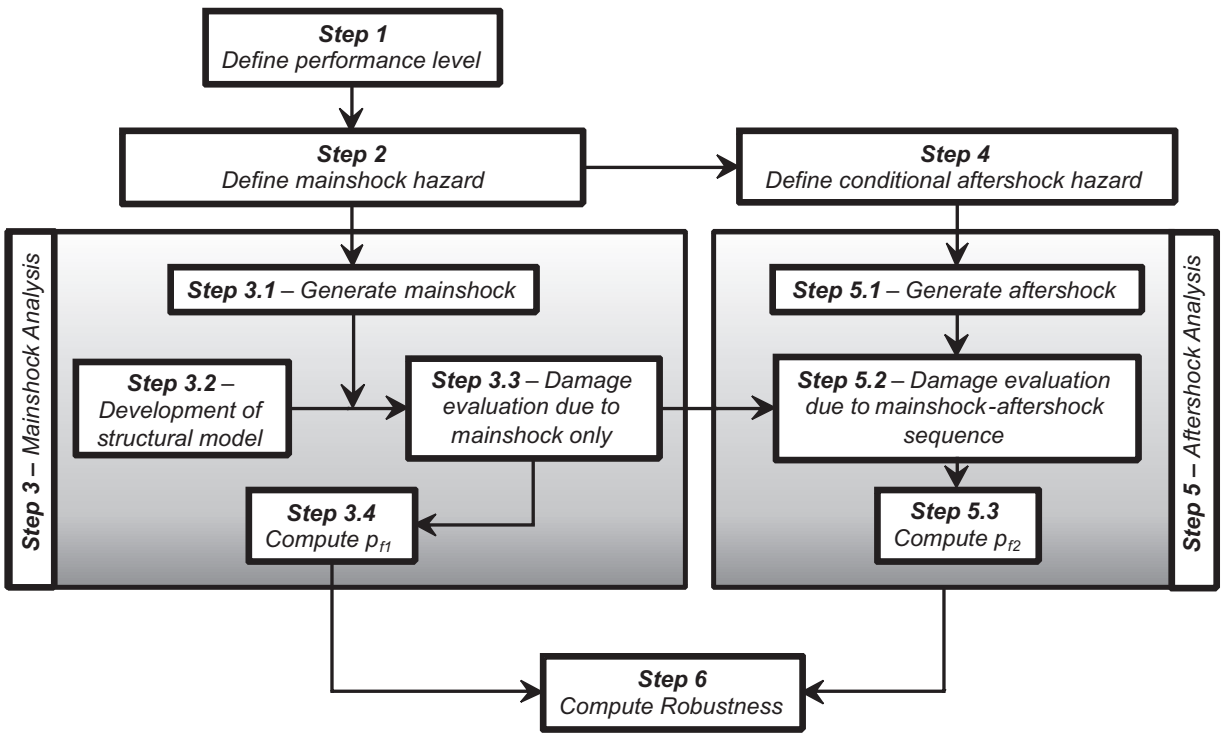 Step 1
Define performance level
Step 2
Define mainshock hazard
Step 4
Define conditional aftershock hazard
Step 3 – Mainshock Analysis
Step 3.1 – Generate mainshock
Step 3.2 –
Development of
structural model
Step 3.3 – Damage
evaluation due to
mainshock only
Step 3.4
Compute pf1
Step 5.1 – Generate aftershock
Step 5.2 – Damage evaluation
due to mainshock-aftershock
sequence
Step 5.3
Compute pf2
Step 5 – Aftershock Analysis
Step 6
Compute Robustness